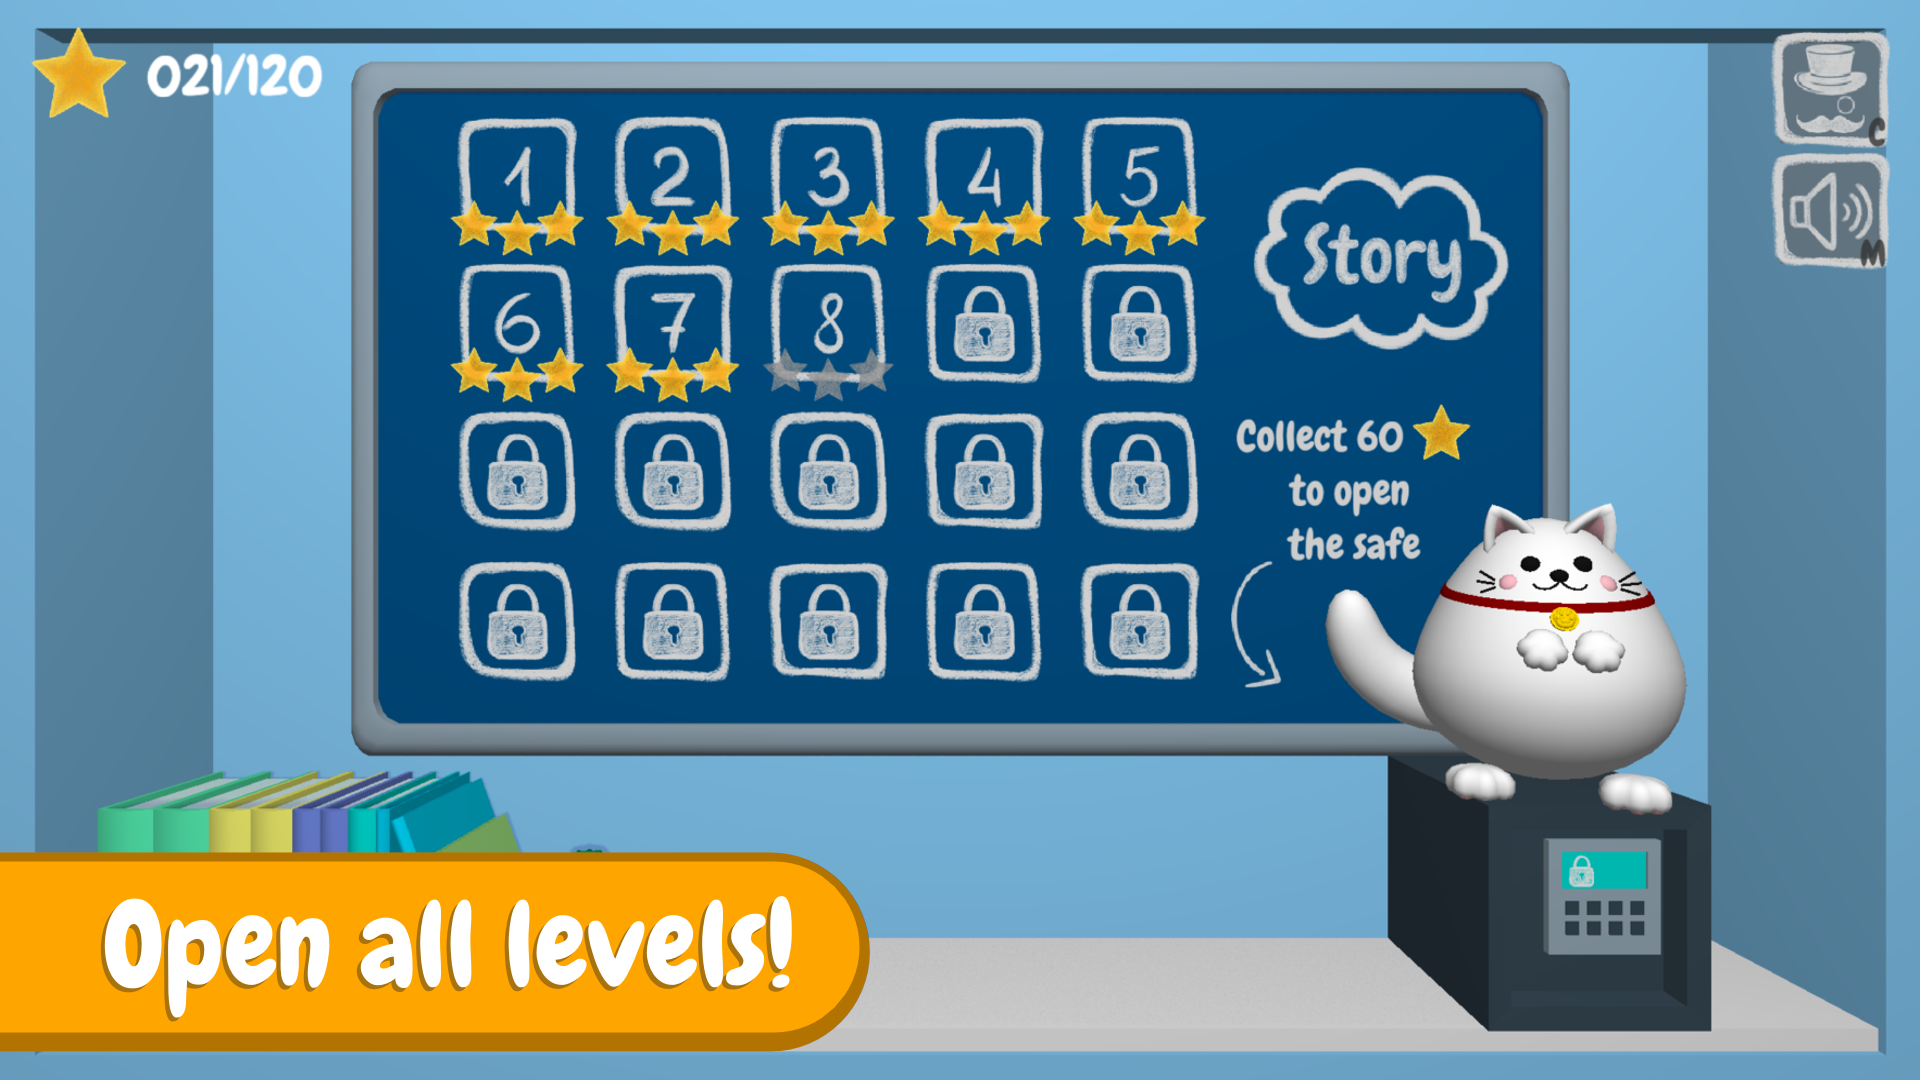 021/120
C
M
1 2 3 4 5
6 7 8
Story
Collect 60
to open
the safe
Open all levels!